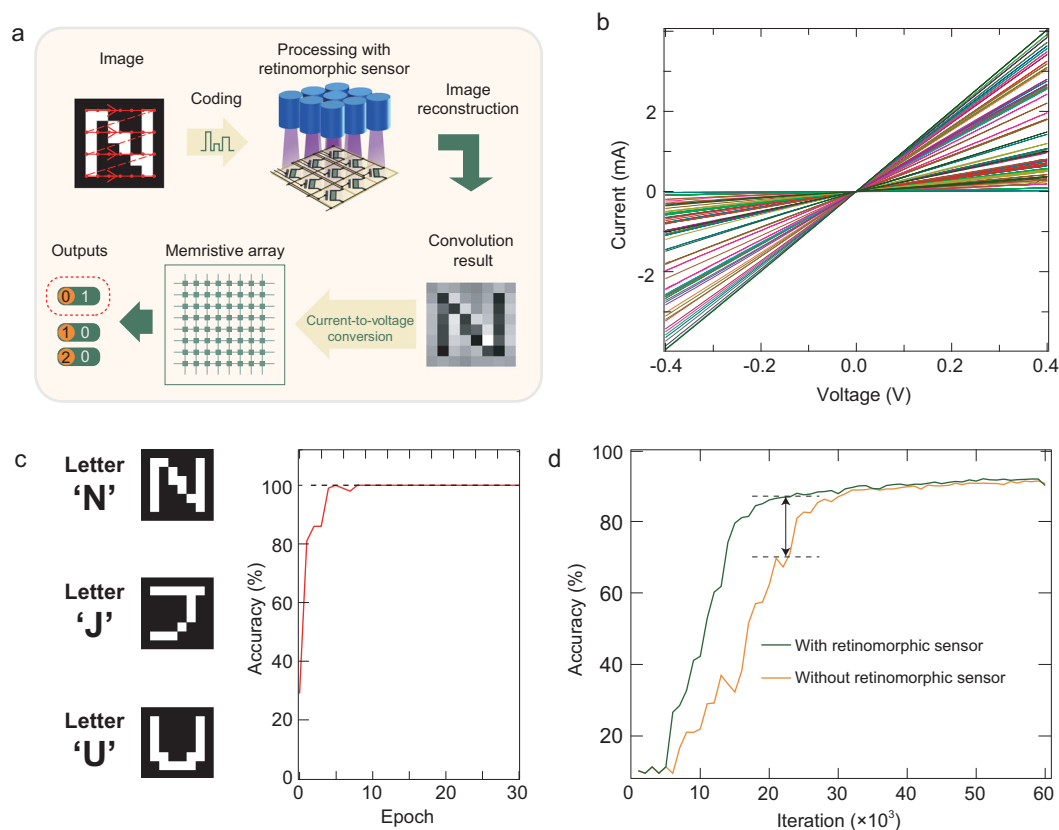 a
Image
Processing with
retinomorphic sensor
Coding
Image
reconstruction
Outputs
Memristive array
Convolution
result
0 1
1 0
2 0
Current-to-voltage
conversion
b
Current (mA)
2
0
-2
-0.4 -0.2 0.0 0.2 0.4
Voltage (V)
c
Letter
‘N’
Letter
‘J’
Letter
‘U’
Accuracy (%)
100
80
60
40
20
0
0 10 20 30
Epoch
d
Accuracy (%)
100
80
60
40
20
With retinomorphic sensor
Without retinomorphic sensor
0 10 20 30 40 50 60
Iteration (×10³)